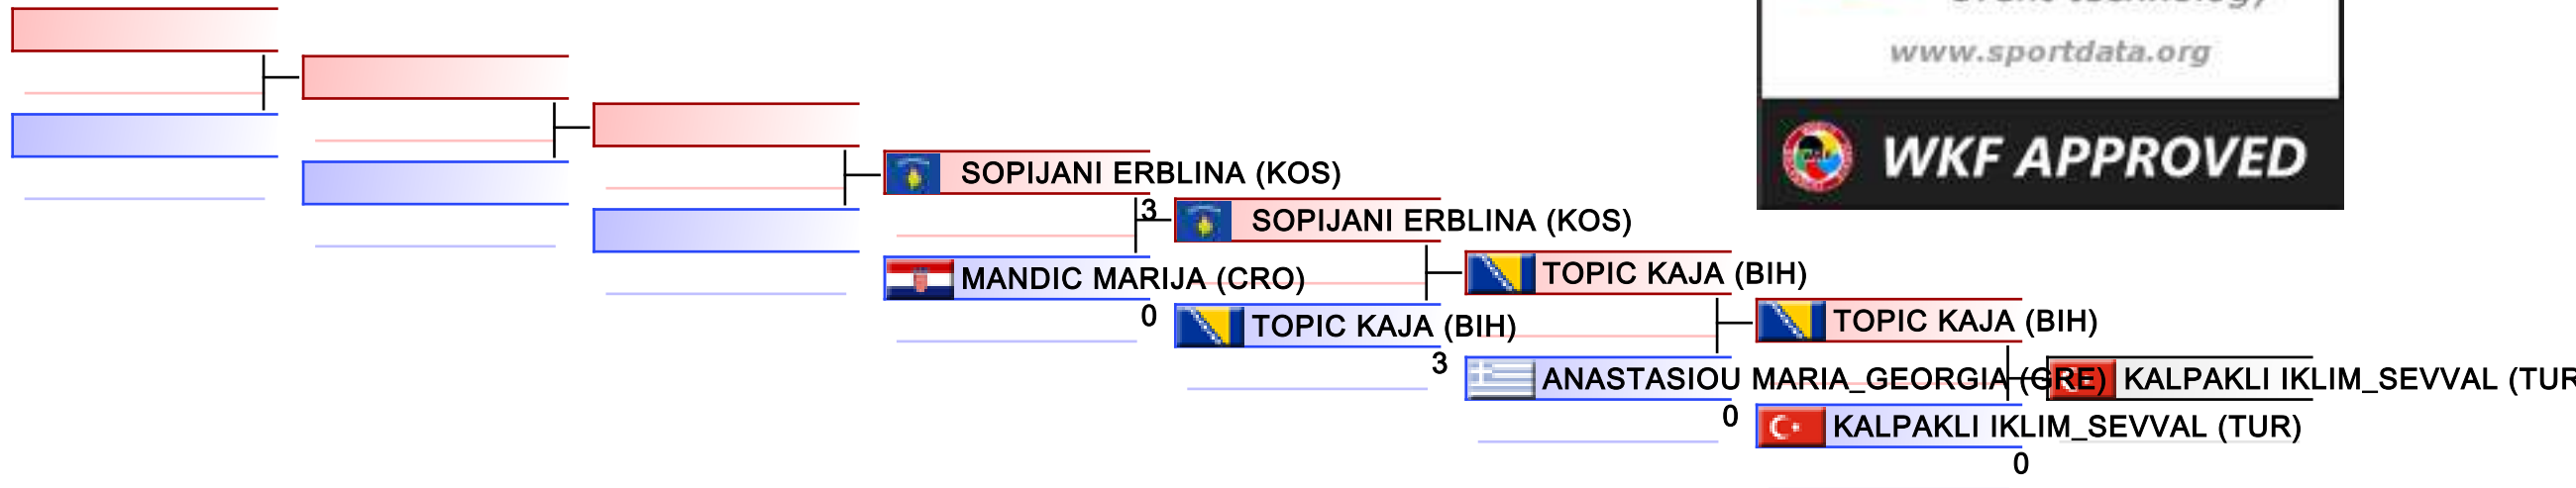 www.sportdata.org
WKF APPROVED
SOPIJANI ERBLINA (KOS)
3
SOPIJANI ERBLINA (KOS)
MANDIC MARIJA (CRO)
0
TOPIC KAJA (BIH)
TOPIC KAJA (BIH)
3
TOPIC KAJA (BIH)
ANASTASIOU MARIA_GEORGIA (GRE)
0
KALPAKLI IKLIM_SEVVAL (TUR
KALPAKLI IKLIM_SEVVAL (TUR)
0